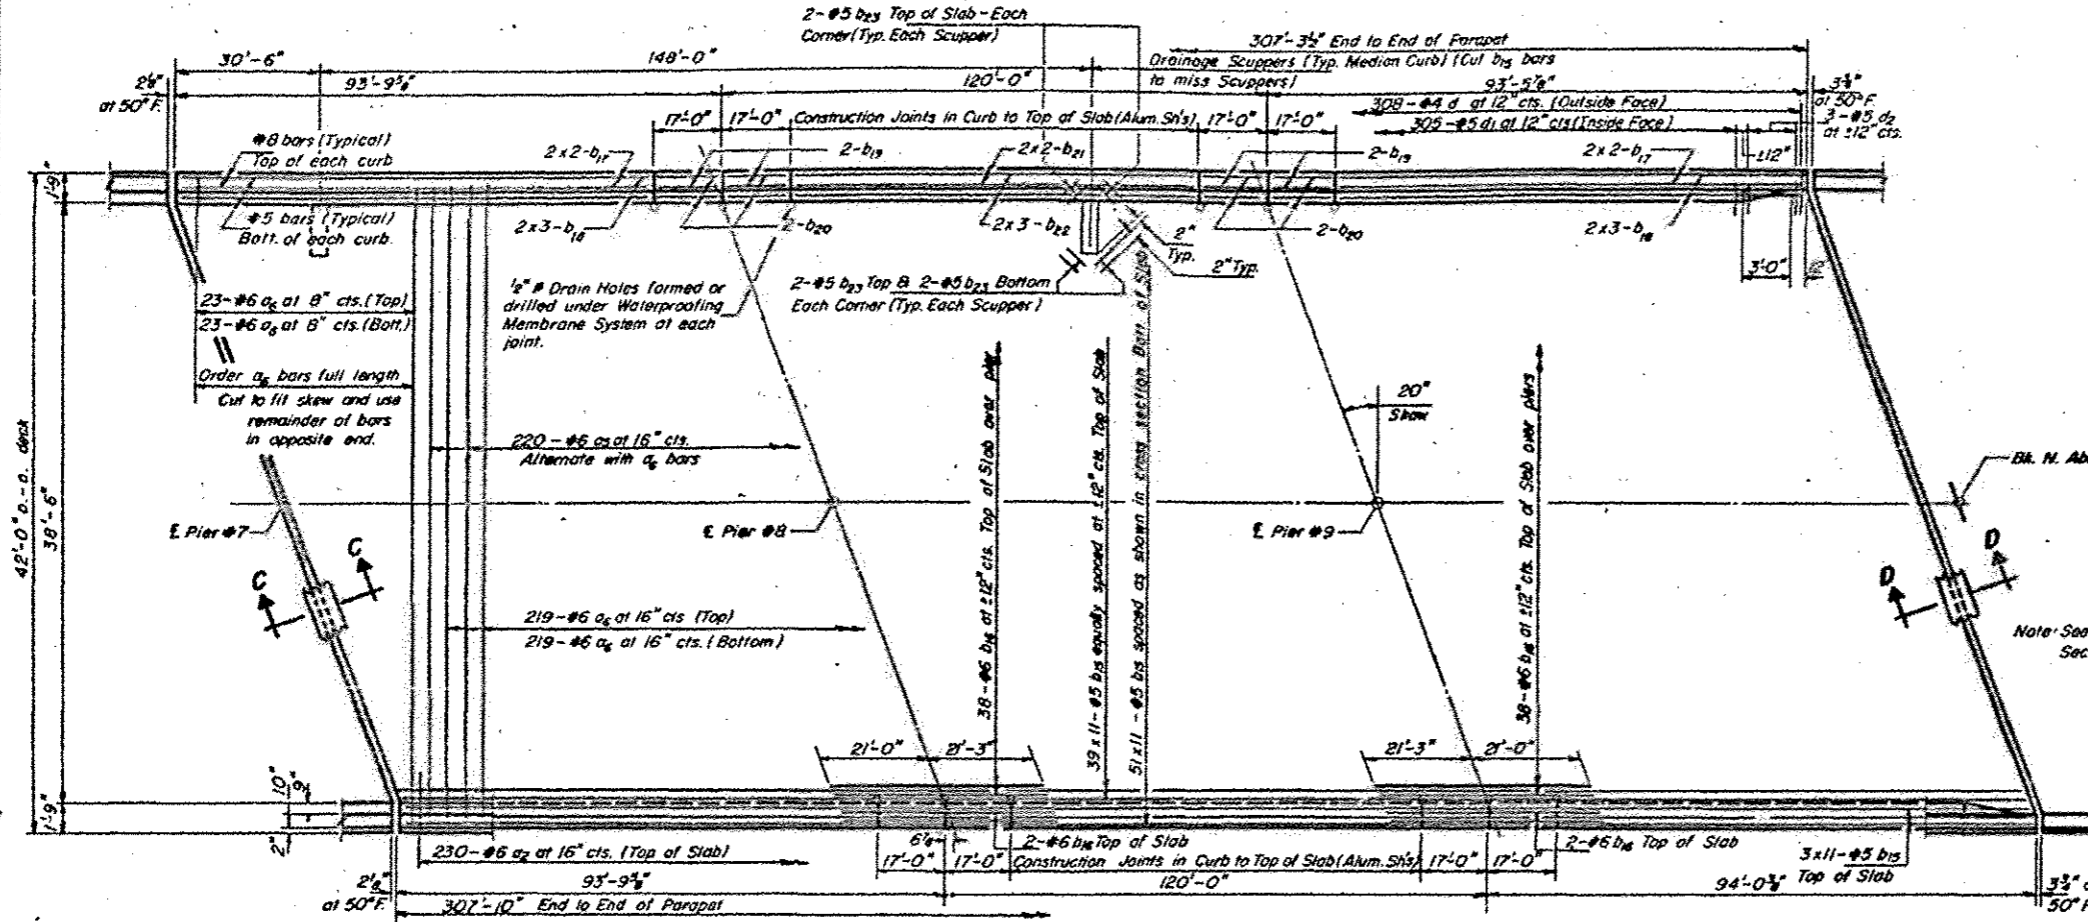 2-#5 b23 Top of Slab-Each
Corner (Typ. Each Scupper)
307'-3½" End to End of Parapet
30'-6"
148'-0"
Drainage Scuppers (Typ. Median Curb) (Cut b15 bars
to miss Scuppers)
2⅛"
at 50°F.
93'-9⅝"
120'-0"
93'-5⅞"
3¾"
at 50°F.
308-#4 d at 12" cts. (Outside Face)
305-#5 d1 at 12" cts (Inside Face)
3-#5 d2
at ±12" cts.
17'-0"
17'-0"
Construction Joints in Curb to Top of Slab (Alum. Sh's)
17'-0"
17'-0"
±12"
#8 bars (Typical)
Top of each curb
2x2-b17
2-b19
2x2-b21
2-b19
2x2-b17
1'-9"
#5 bars (Typical)
Bott. of each curb.
2x3-b18
2-b20
2x3-b22
2-b20
2x3-b18
2"
Typ.
2" Typ.
3'-0"
12"
23-#6 a6 at 8" cts. (Top)
23-#6 a6 at 8" cts. (Bott.)
½" ø Drain Holes formed or
drilled under Waterproofing
Membrane System at each
joint.
2-#5 b23 Top & 2-#5 b23 Bottom
Each Corner (Typ. Each Scupper)
Order a6 bars full length
Cut to fit skew and use
remainder of bars
in opposite end.
20°
Skew
42'-0" o.-o. deck
38'-6"
220-#6 a5 at 16" cts.
Alternate with a6 bars
38-#6 b16 at ±12" cts. Top of Slab over pier
39x11-#5 b15 equally spaced at ±12" cts. Top of Slab
51x11-#5 b15 spaced as shown in cross section Bott. of Slab
38-#6 b16 at ±12" cts. Top of Slab over piers
Bk. N. Ab
℄ Pier #7
℄ Pier #8
℄ Pier #9
C
C
D
D
219-#6 a6 at 16" cts (Top)
219-#6 a6 at 16" cts. (Bottom)
Note: See
Sec.
21'-0"
21'-3"
21'-3"
21'-0"
10"
9"
1'-9"
2"
6⅞"
2-#6 b16 Top of Slab
2-#6 b16 Top of Slab
230-#6 a2 at 16" cts. (Top of Slab)
17'-0"
17'-0"
Construction Joints in Curb to Top of Slab (Alum. Sh's)
17'-0"
17'-0"
3x11-#5 b15
Top of Slab
2⅛"
at 50°F.
93'-9⅝"
120'-0"
94'-0⅜"
3¾"
50°F
307'-10" End to End of Parapet